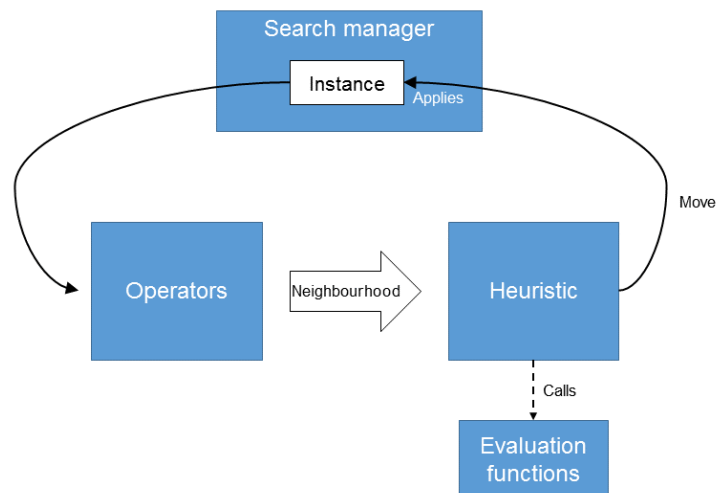 Search manager
Instance
Applies
Move
Operators
Neighbourhood
Heuristic
Calls
Evaluation
functions